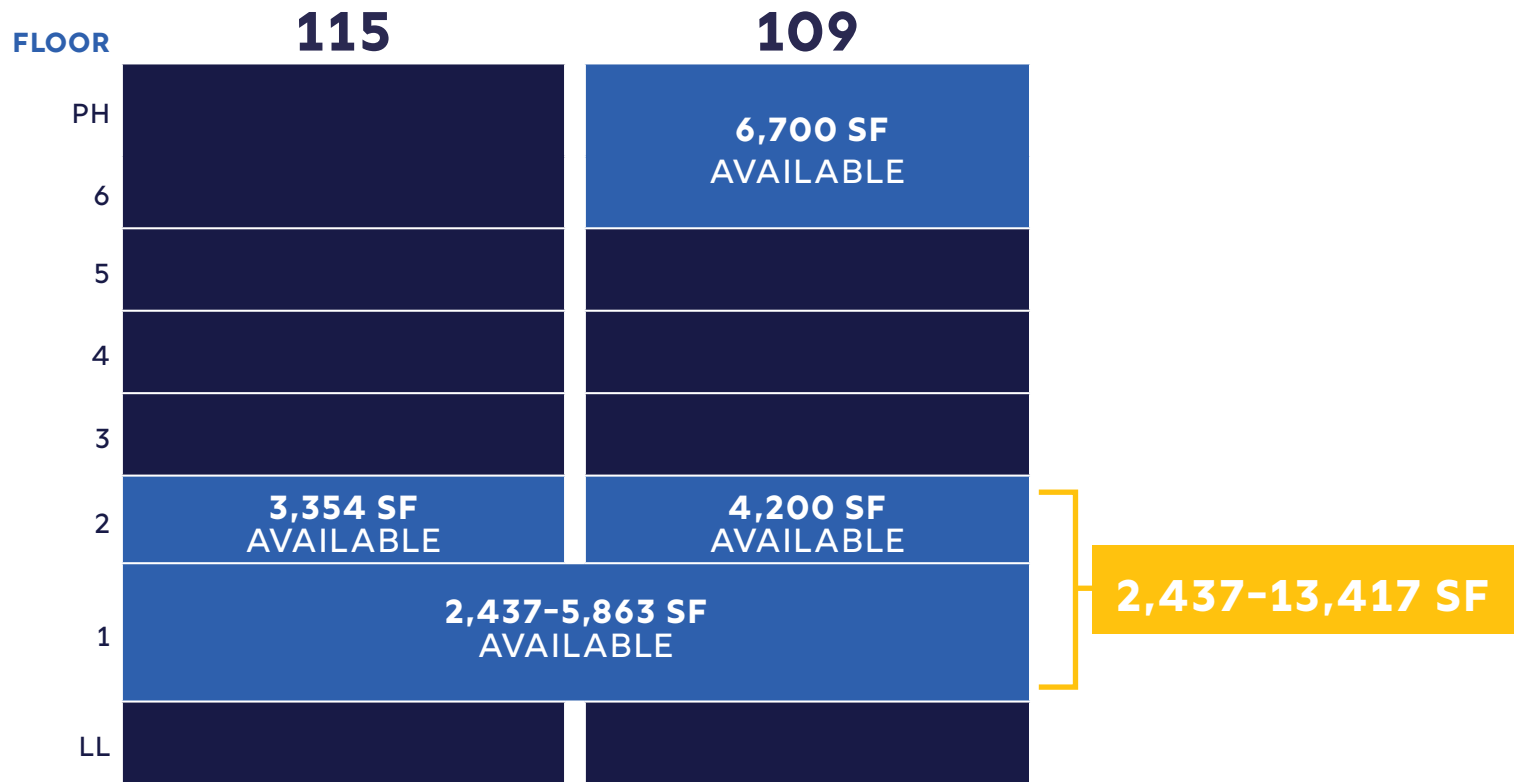 FLOOR 115 109
PH
6,700 SF
AVAILABLE
6
5
4
3
2
3,354 SF
AVAILABLE
4,200 SF
AVAILABLE
2,437-13,417 SF
1
2,437-5,863 SF
AVAILABLE
LL